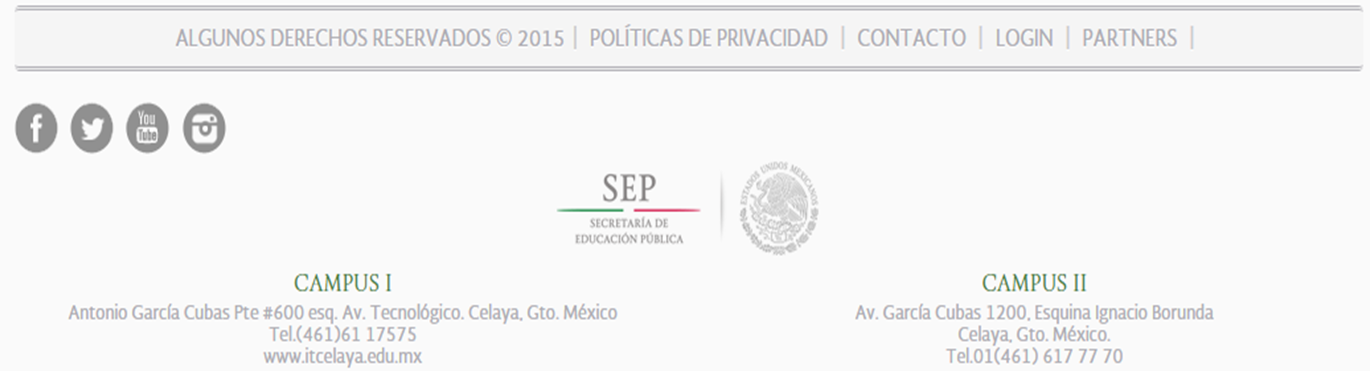 ALGUNOS DERECHOS RESERVADOS © 2015 | POLÍTICAS DE PRIVACIDAD | CONTACTO | LOGIN | PARTNERS |
You
Tube
SEP
SECRETARÍA DE
EDUCACIÓN PÚBLICA
ESTADOS UNIDOS MEXICANOS
CAMPUS I
Antonio García Cubas Pte #600 esq. Av. Tecnológico. Celaya, Gto. México
Tel.(461)61 17575
www.itcelaya.edu.mx
CAMPUS II
Av. García Cubas 1200, Esquina Ignacio Borunda
Celaya, Gto. México.
Tel.01(461) 617 77 70